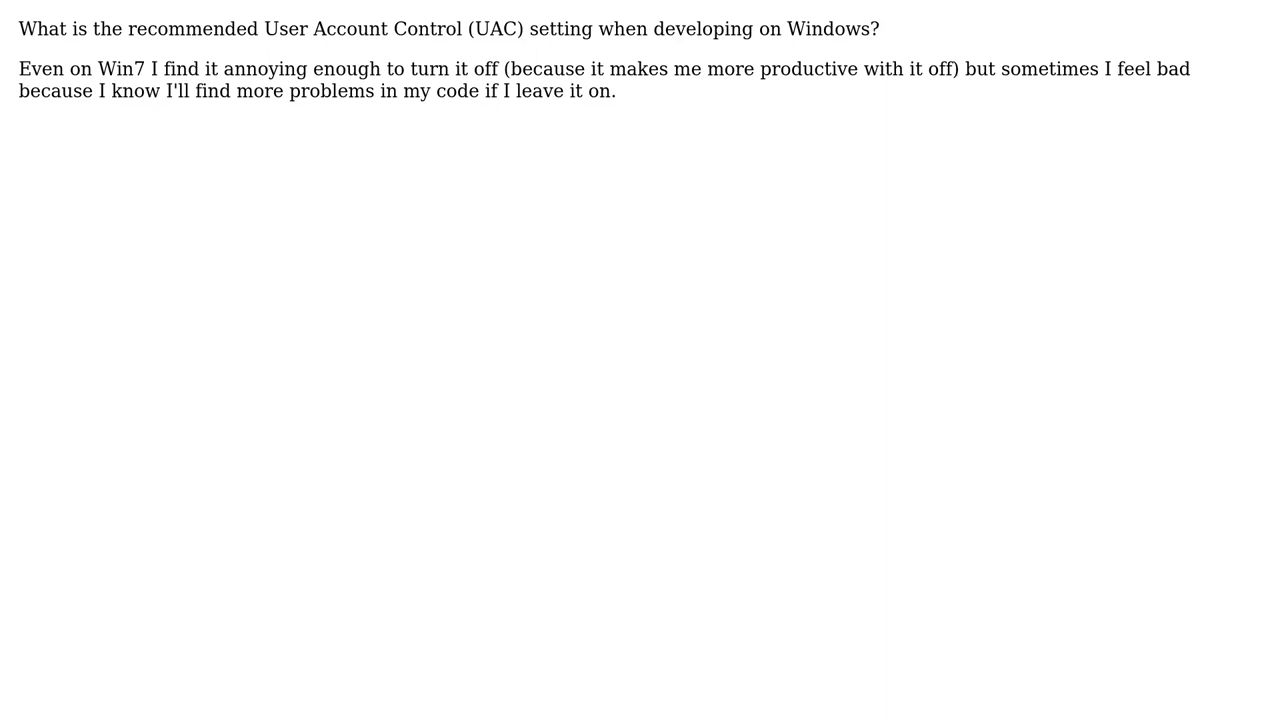 What is the recommended User Account Control (UAC) setting when developing on Windows?
Even on Win7 I find it annoying enough to turn it off (because it makes me more productive with it off) but sometimes I feel bad
because I know I'll find more problems in my code if I leave it on.